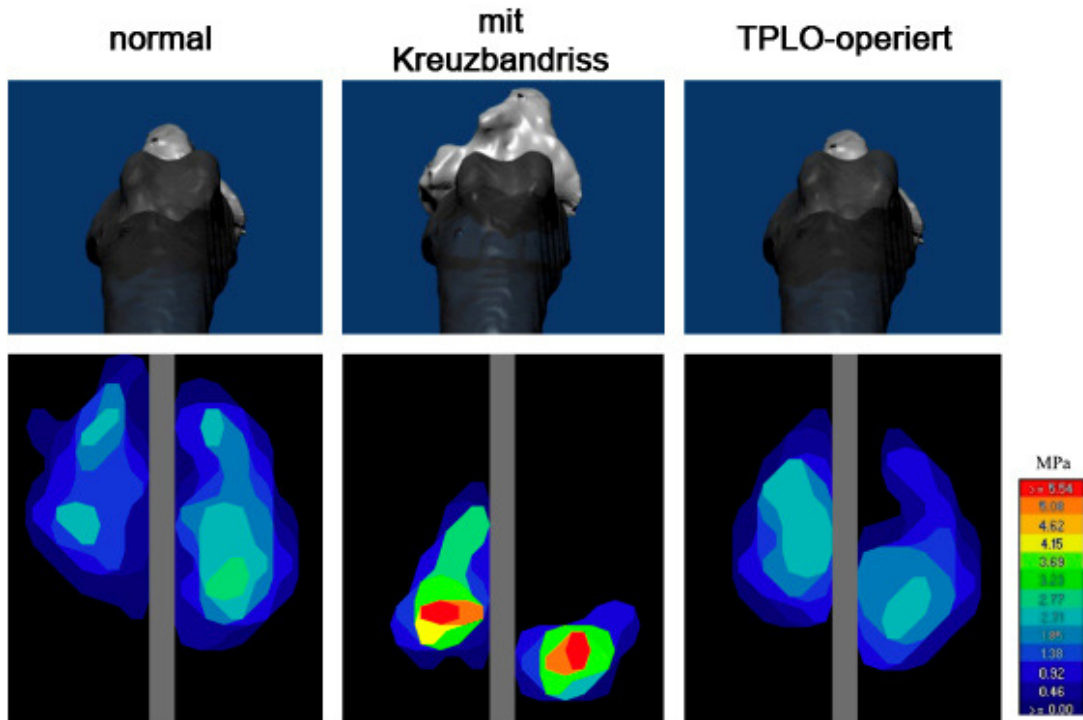 normal
mit
Kreuzbandriss
TPLO-operiert
MPa
>= 5.54
5.08
4.62
4.15
3.69
3.23
2.77
2.31
1.85
1.38
0.92
0.46
>= 0.00